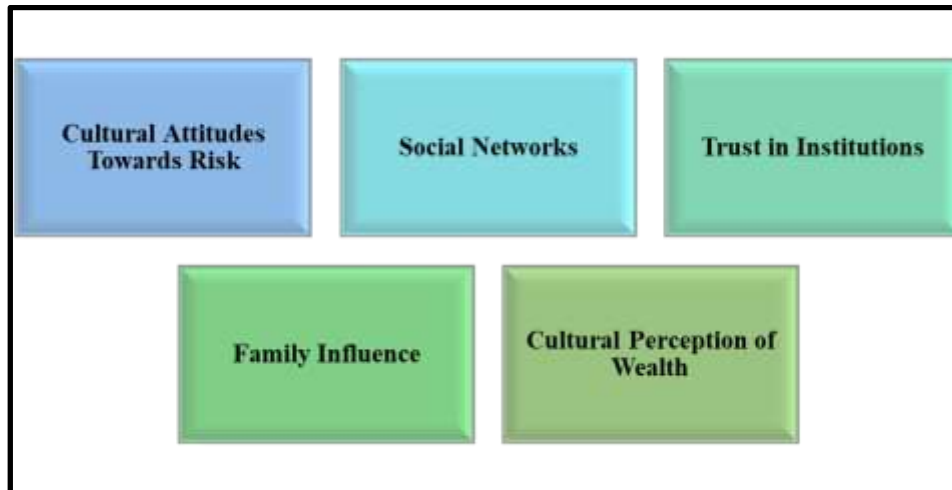 Cultural Attitudes
Towards Risk
Social Networks
Trust in Institutions
Family Influence
Cultural Perception of
Wealth